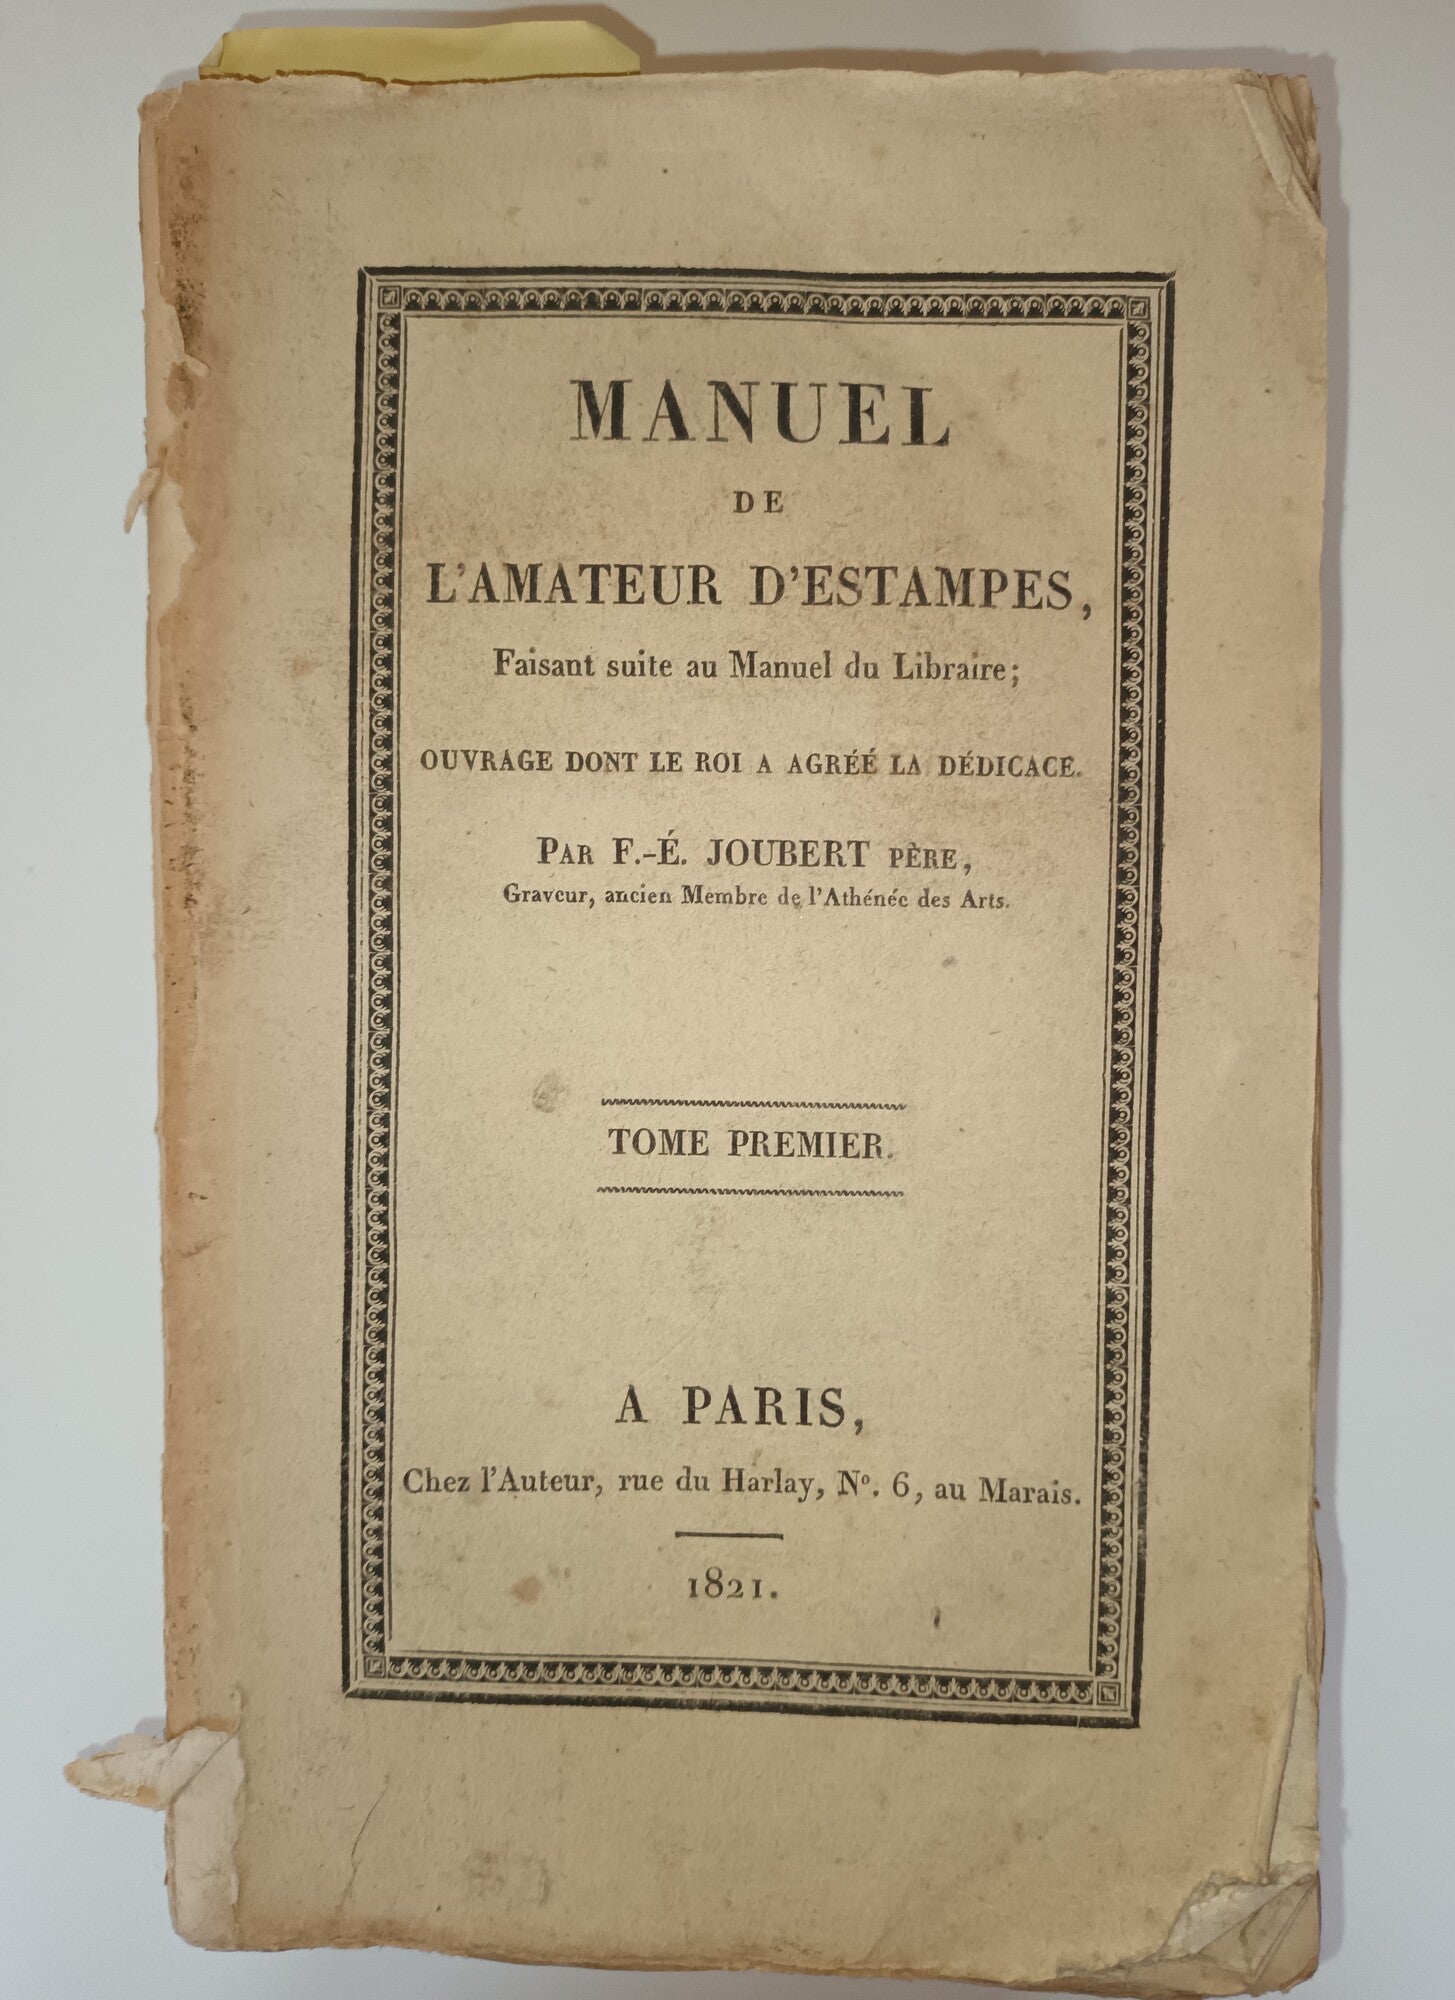 MANUEL
DE
L'AMATEUR D'ESTAMPES,
Faisant suite au Manuel du Libraire;
OUVRAGE DONT LE ROI A AGRÉÉ LA DÉDICACE.
PAR F.-É. JOUBERT PÈRE,
Graveur, ancien Membre de l'Athénée des Arts.
TOME PREMIER.
A PARIS,
Chez l'Auteur, rue du Harlay, N°. 6, au Marais.
1821.